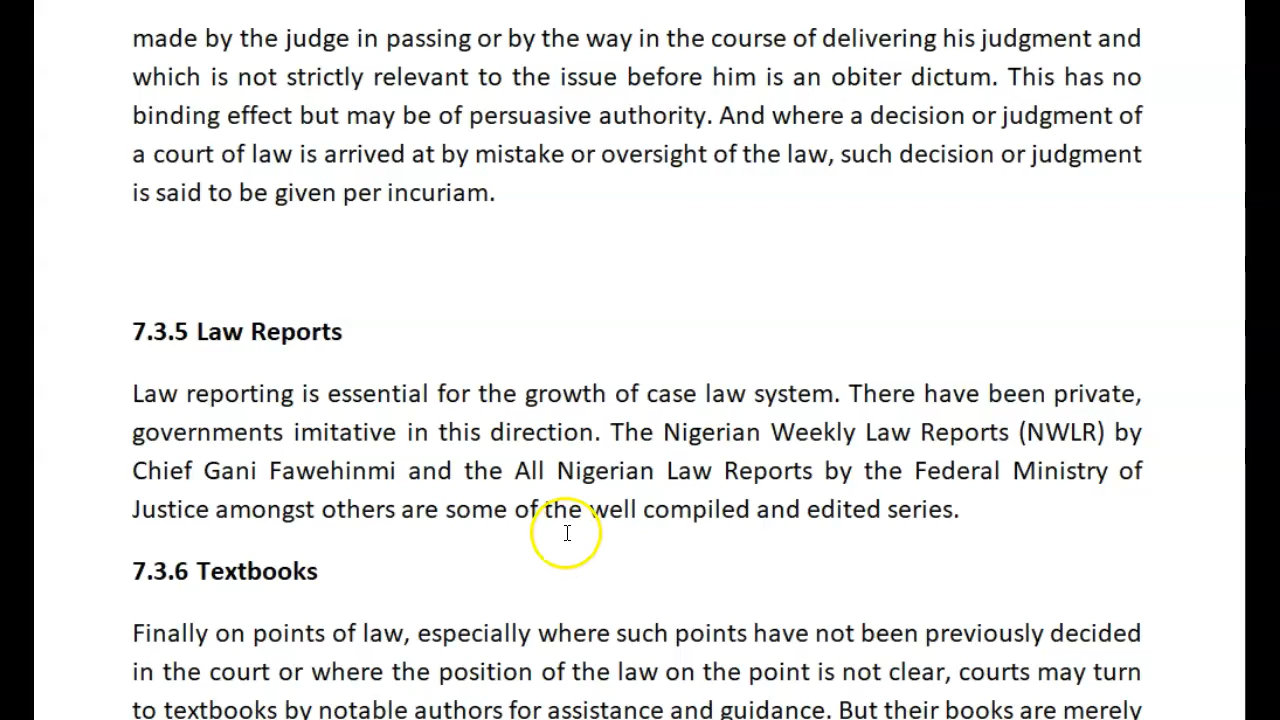 made by the judge in passing or by the way in the course of delivering his judgment and
which is not strictly relevant to the issue before him is an obiter dictum. This has no
binding effect but may be of persuasive authority. And where a decision or judgment of
a court of law is arrived at by mistake or oversight of the law, such decision or judgment
is said to be given per incuriam.
7.3.5 Law Reports
Law reporting is essential for the growth of case law system. There have been private,
governments imitative in this direction. The Nigerian Weekly Law Reports (NWLR) by
Chief Gani Fawehinmi and the All Nigerian Law Reports by the Federal Ministry of
Justice amongst others are some of the well compiled and edited series.
7.3.6 Textbooks
Finally on points of law, especially where such points have not been previously decided
in the court or where the position of the law on the point is not clear, courts may turn
to textbooks by notable authors for assistance and guidance. But their books are merely